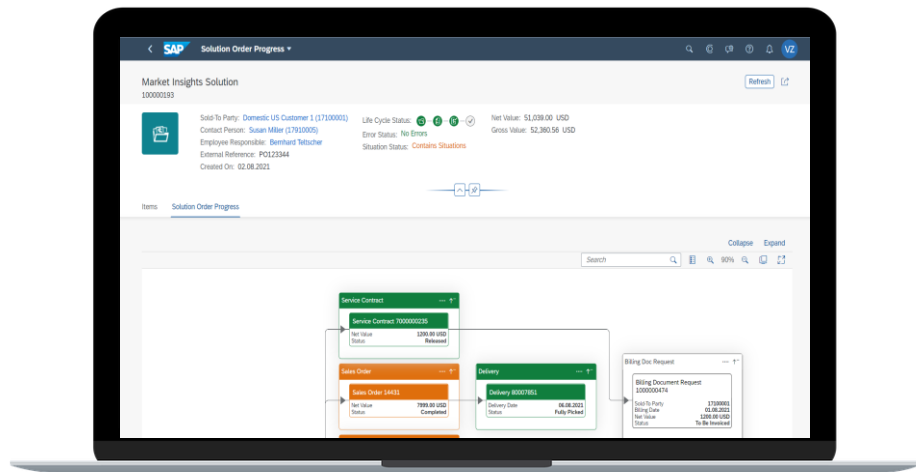 SAP Solution Order Progress VZ
Market Insights Solution
100000193
Refresh
Sold-To Party: Domestic US Customer 1 (17100001)
Contact Person: Susan Miller (17910005)
Employee Responsible: Bernhard Tettscher
External Reference: PO123344
Created On: 02.08.2021
Life Cycle Status:
Error Status: No Errors
Situation Status: Contains Situations
Net Value: 51,039.00 USD
Gross Value: 52,360.56 USD
Items Solution Order Progress
Collapse Expand
Search 90%
Service Contract
Service Contract 7000000235
Net Value 1200.00 USD
Status Released
Sales Order
Sales Order 14431
Net Value 7999.00 USD
Status Completed
Delivery
Delivery 80007851
Delivery Date 06.08.2021
Status Fully Picked
Billing Doc Request
Billing Document Request
1000000474
Sold-To Party 17100001
Billing Date 01.08.2021
Net Value 1200.00 USD
Status To Be Invoiced